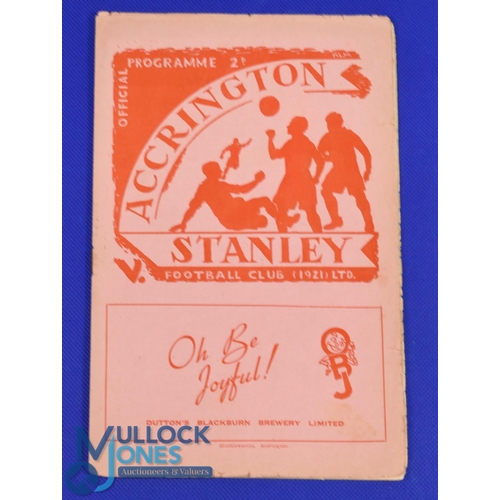 OFFICIAL PROGRAMME 2D
ACCRINGTON
STANLEY
V.
FOOTBALL CLUB (1921) LTD.
Oh Be
Joyful!
OBJ
DUTTON'S BLACKBURN BREWERY LIMITED
MULLOCK
JONES
Auctioneers & Valuers